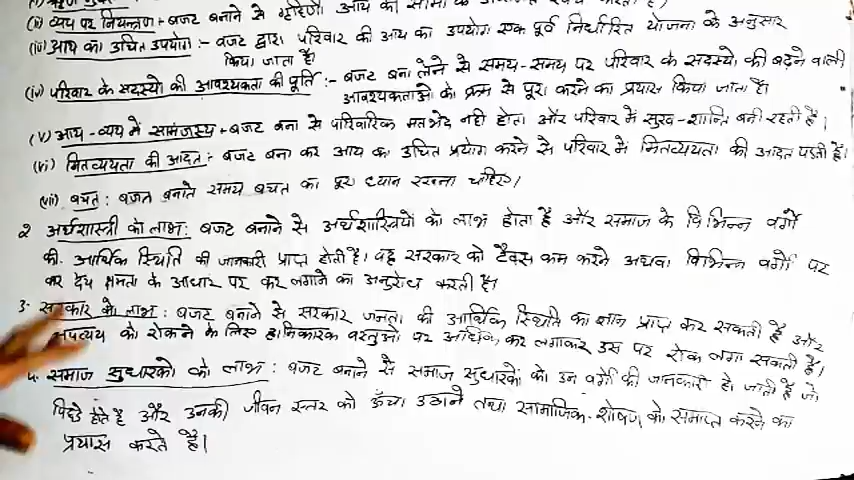 (ii) व्यय पर नियन्त्रण :- बजट बनाने से गृहिणी आय की सीमा के
(iii) आय का उचित उपयोग :- बजट द्वारा परिवार की आय का उपयोग एक पूर्व निर्धारित योजना के अनुसार
किया जाता है।
(iv) परिवार के सदस्यो की आवश्यकता की पूर्ति :- बजट बना लेने से समय-समय पर परिवार के सदस्यो की बढ़ने वाली
आवश्यकताओ को क्रम से पूरा करने का प्रयास किया जाता है।
(v) आय-व्यय में सामंजस्य :- बजट बना से पारिवारिक मतभेद नही होता और परिवार में सुख-शान्ति बनी रहती है।
(vi) मितव्ययता की आदत :- बजट बना कर आय का उचित प्रयोग करने से परिवार में मितव्ययता की आदत पड़ती है।
(vii) बचत : बजत बनाते समय बचत का पूरा ध्यान रखना चाहिए।
2 अर्थशास्त्री को लाभ : बजट बनाने से अर्थशास्त्रियों को लाभ होता है और समाज के विभिन्न वर्गो
की आर्थिक स्थिति की जानकारी प्राप्त होती है। वह सरकार को टैक्स कम करने अथवा विभिन्न वर्गो पर
कर देय क्षमता के आधार पर कर लगाने का अनुरोध करती है।
3. सरकार को लाभ : बजट बनाने से सरकार जनता की आर्थिक स्थिति का ज्ञान प्राप्त कर सकती है और
अपव्यय को रोकने के लिए हानिकारक वस्तुओ पर अधिक कर लगाकर उस पर रोक लगा सकती है।
4. समाज सुधारको को लाभ : बजट बनाने से समाज सुधारकों को उन वर्गो की जानकारी हो जाती है जो
पिछड़े होते है और उनकी जीवन स्तर को ऊँचा उठाने तथा सामाजिक-शोषण को समाप्त करने का
प्रयास करते है।